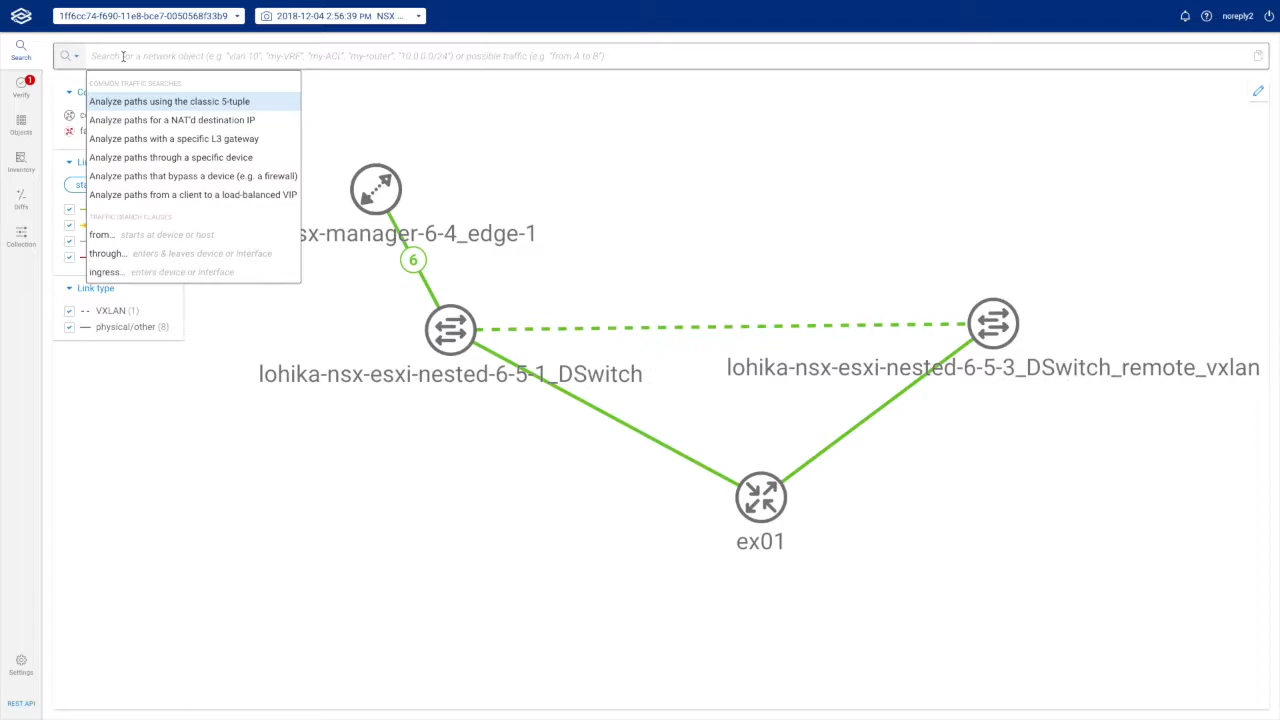 1ff6cc74-f690-11e8-bce7-0050568f33b9
2018-12-04 2:56:39 PM NSX ...
noreply2
Search
Search for a network object (e.g. "vlan 10", "my-VRF", "my-ACL", "my-router", "10.0.0.0/24") or possible traffic (e.g. "from A to B")
1
Verify
Objects
Inventory
Diffs
Collection
COMMON TRAFFIC SEARCHES
Analyze paths using the classic 5-tuple
Analyze paths for a NAT'd destination IP
Analyze paths with a specific L3 gateway
Analyze paths through a specific device
Analyze paths that bypass a device (e.g. a firewall)
Analyze paths from a client to a load-balanced VIP
TRAFFIC SEARCH CLAUSES
from... starts at device or host
through... enters & leaves device or interface
ingress... enters device or interface
Link type
VXLAN (1)
physical/other (8)
sx-manager-6-4_edge-1
6
lohika-nsx-esxi-nested-6-5-1_DSwitch
lohika-nsx-esxi-nested-6-5-3_DSwitch_remote_vxlan
ex01
Settings
REST API